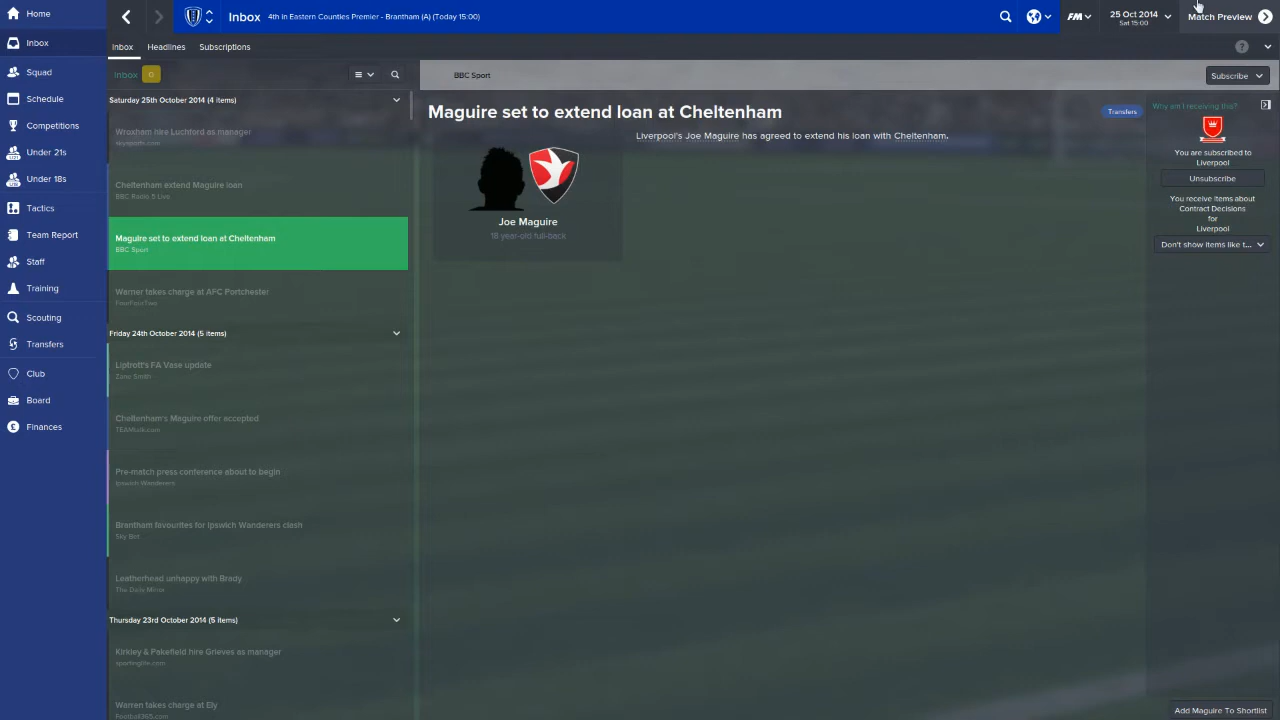 Home
Inbox
Squad
Schedule
Competitions
Under 21s
Under 18s
Tactics
Team Report
Staff
Training
Scouting
Transfers
Club
Board
Finances
Inbox
4th in Eastern Counties Premier - Brantham (A) (Today 15:00)
FM
25 Oct 2014
Sat 15:00
Match Preview
Inbox
Headlines
Subscriptions
?
Inbox
0
Saturday 25th October 2014 (4 items)
Wroxham hire Luchford as manager
skysports.com
Cheltenham extend Maguire loan
BBC Radio 5 Live
Maguire set to extend loan at Cheltenham
BBC Sport
Warner takes charge at AFC Portchester
FourFourTwo
Friday 24th October 2014 (5 items)
Liptrott's FA Vase update
Zane Smith
Cheltenham's Maguire offer accepted
TEAMtalk.com
Pre-match press conference about to begin
Ipswich Wanderers
Brantham favourites for Ipswich Wanderers clash
Sky Bet
Leatherhead unhappy with Brady
The Daily Mirror
Thursday 23rd October 2014 (5 items)
Kirkley & Pakefield hire Grieves as manager
sportinglife.com
Warren takes charge at Ely
Football365.com
BBC Sport
Subscribe
Maguire set to extend loan at Cheltenham
Transfers
Liverpool's Joe Maguire has agreed to extend his loan with Cheltenham.
Joe Maguire
18 year-old full-back
Why am I receiving this?
You are subscribed to
Liverpool
Unsubscribe
You receive items about
Contract Decisions
for
Liverpool
Don't show items like t...
Add Maguire To Shortlist